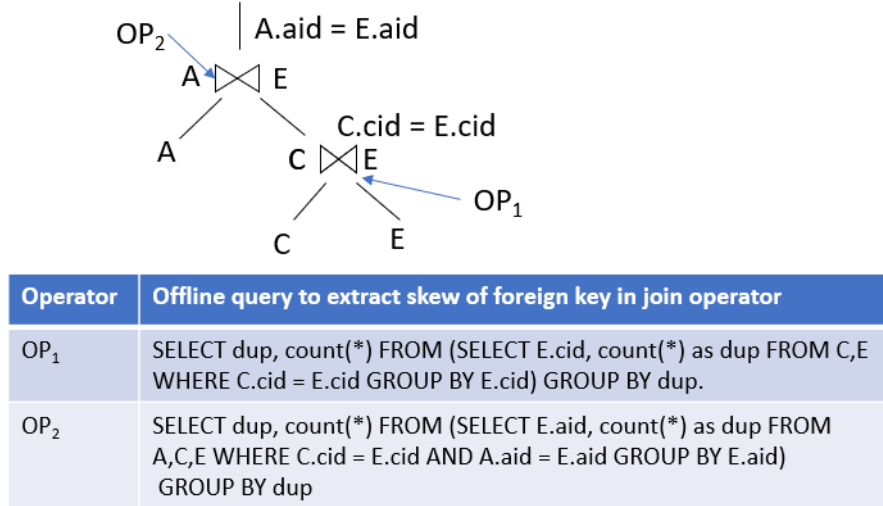 OP2
A.aid = E.aid
A E
C.cid = E.cid
A
C E
OP1
C
E
Operator Offline query to extract skew of foreign key in join operator
OP1 SELECT dup, count(*) FROM (SELECT E.cid, count(*) as dup FROM C,E
WHERE C.cid = E.cid GROUP BY E.cid) GROUP BY dup.
OP2 SELECT dup, count(*) FROM (SELECT E.aid, count(*) as dup FROM
A,C,E WHERE C.cid = E.cid AND A.aid = E.aid GROUP BY E.aid)
GROUP BY dup